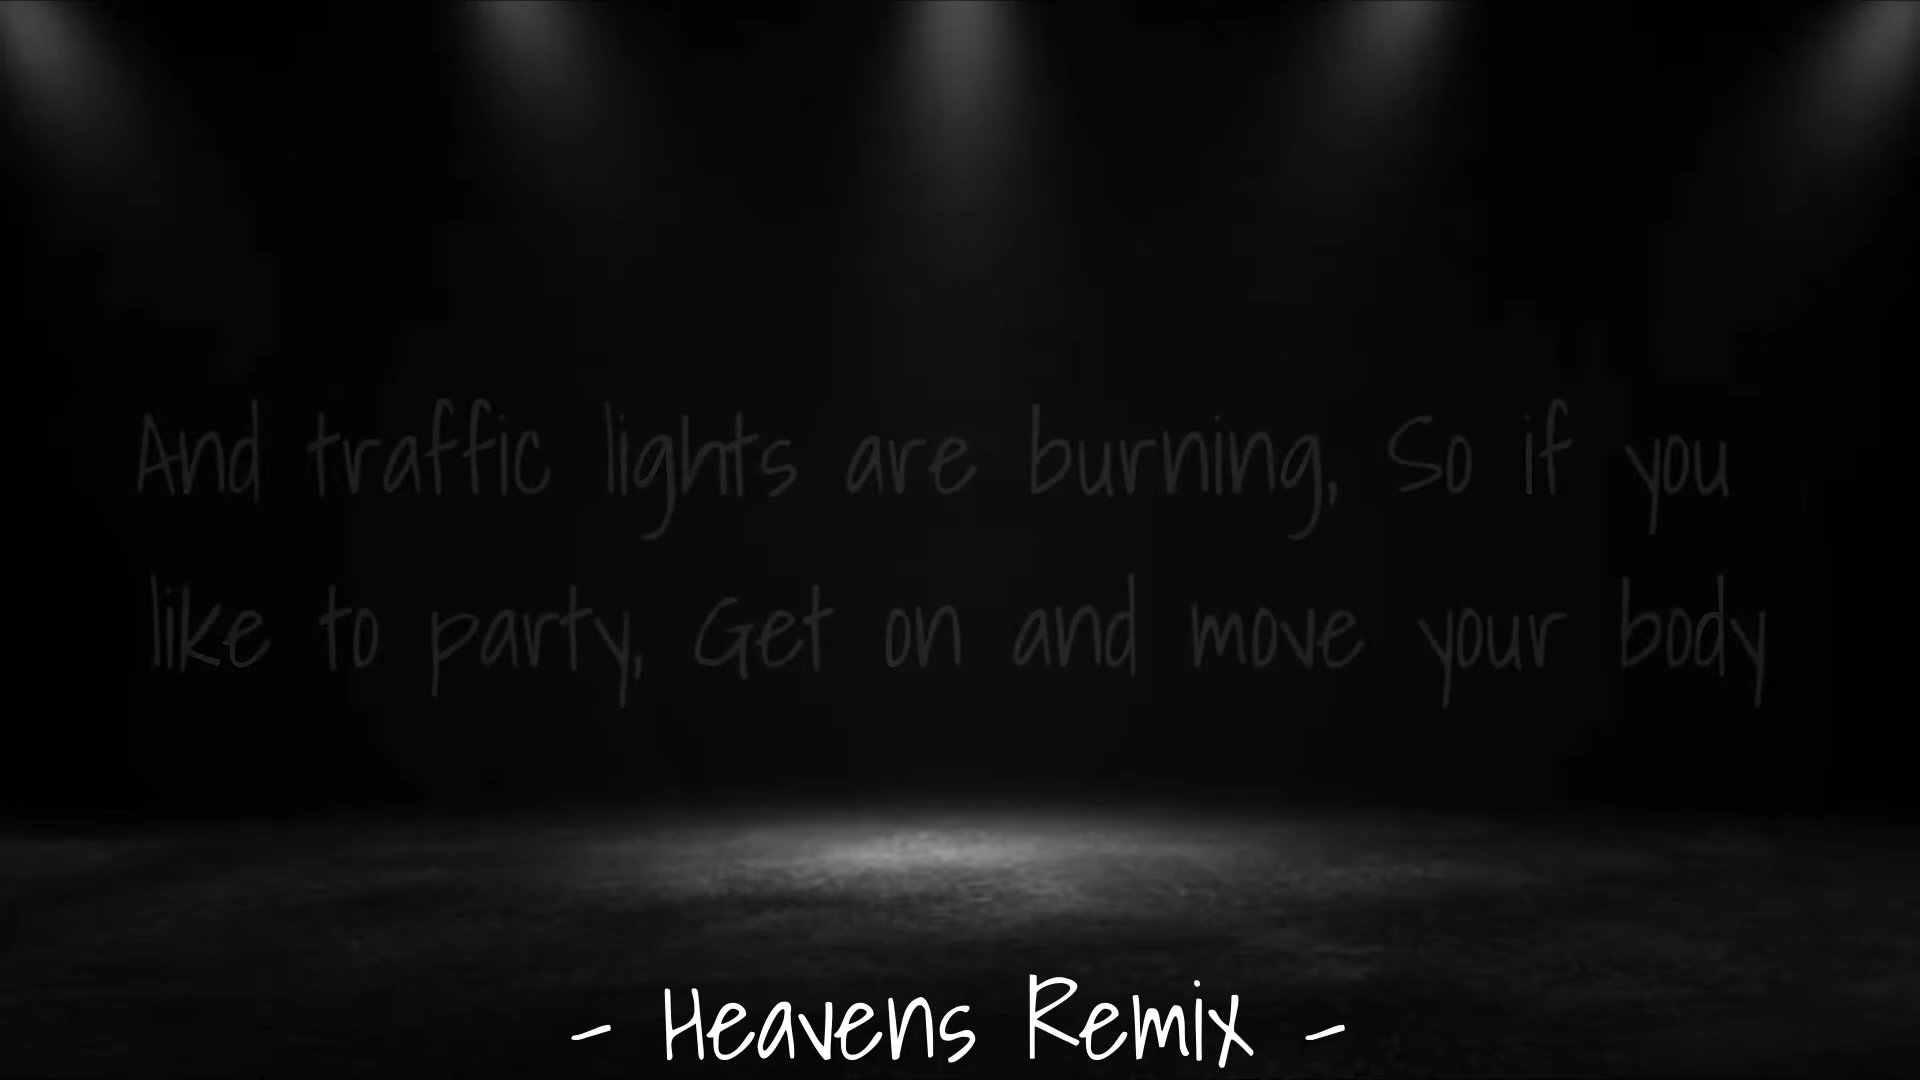 And traffic lights are burning, So if you
like to party, Get on and move your body
- Heavens Remix -